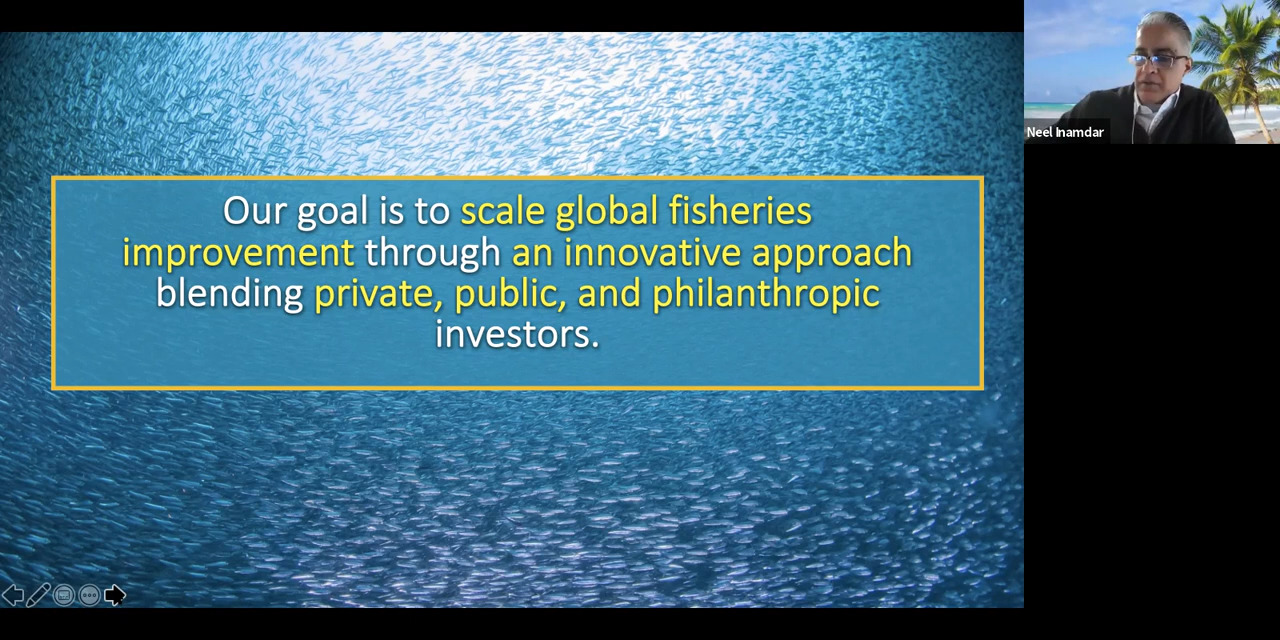 Our goal is to scale global fisheries
improvement through an innovative approach
blending private, public, and philanthropic
investors.
Neel Inamdar